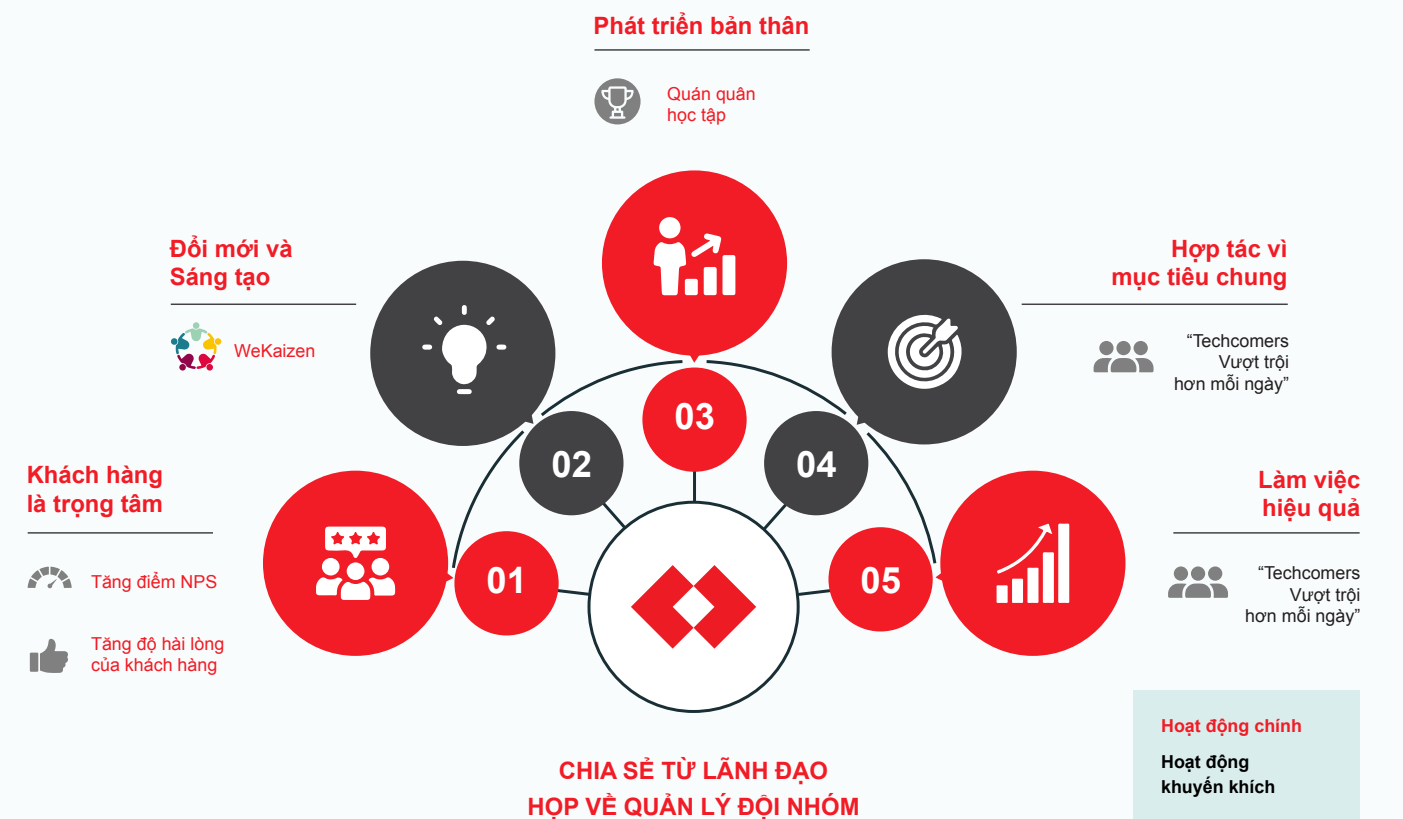 Phát triển bản thân
Quán quân
học tập
Đổi mới và
Sáng tạo
WeKaizen
Hợp tác vì
mục tiêu chung
“Techcomers
Vượt trội
hơn mỗi ngày”
Khách hàng
là trọng tâm
Tăng điểm NPS
Tăng độ hài lòng
của khách hàng
01
02
03
04
05
Làm việc
hiệu quả
“Techcomers
Vượt trội
hơn mỗi ngày”
CHIA SẺ TỪ LÃNH ĐẠO
HỌP VỀ QUẢN LÝ ĐỘI NHÓM
Hoạt động chính
Hoạt động
khuyến khích